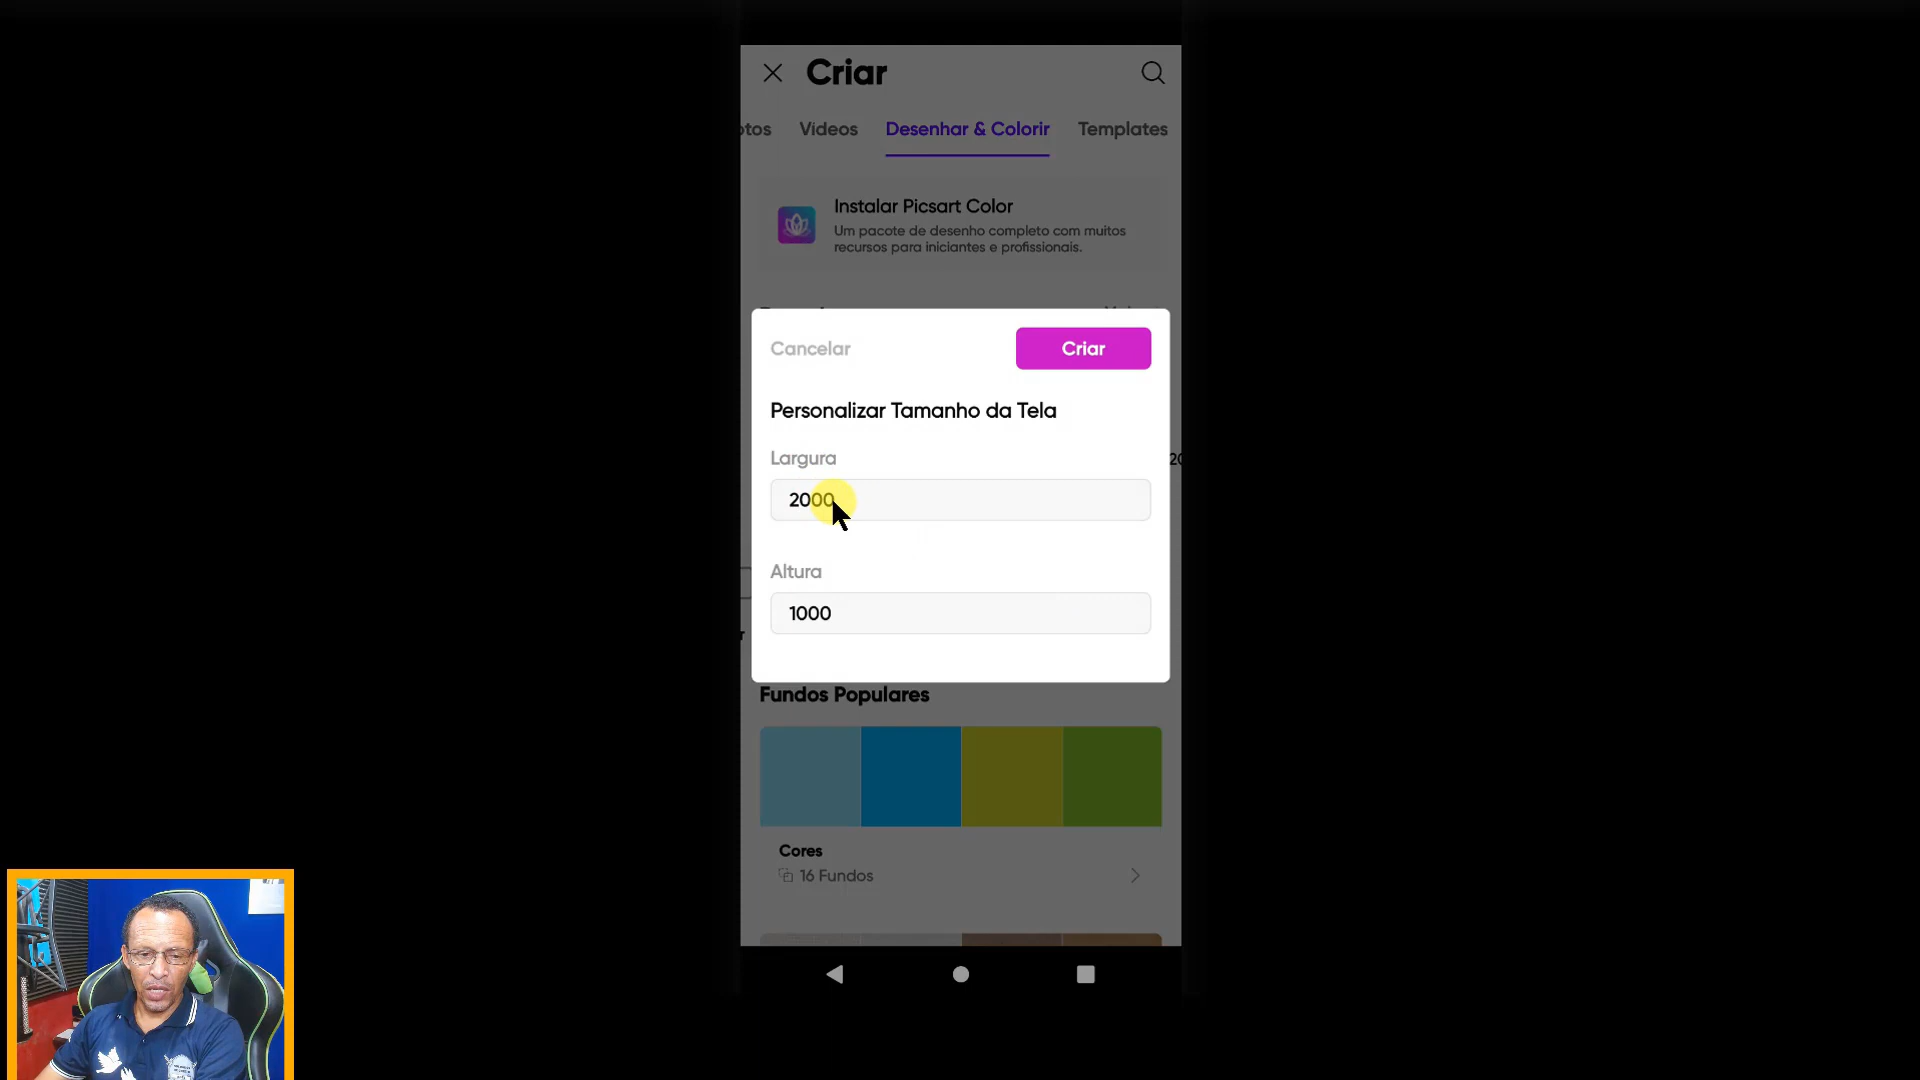 Criar
otos Videos Desenhar & Colorir Templates
Instalar Picsart Color
Um pacote de desenho completo com muitos
recursos para iniciantes e profissionais.
Cancelar Criar
Personalizar Tamanho da Tela
Largura
2000
Altura
1000
Fundos Populares
Cores
16 Fundos